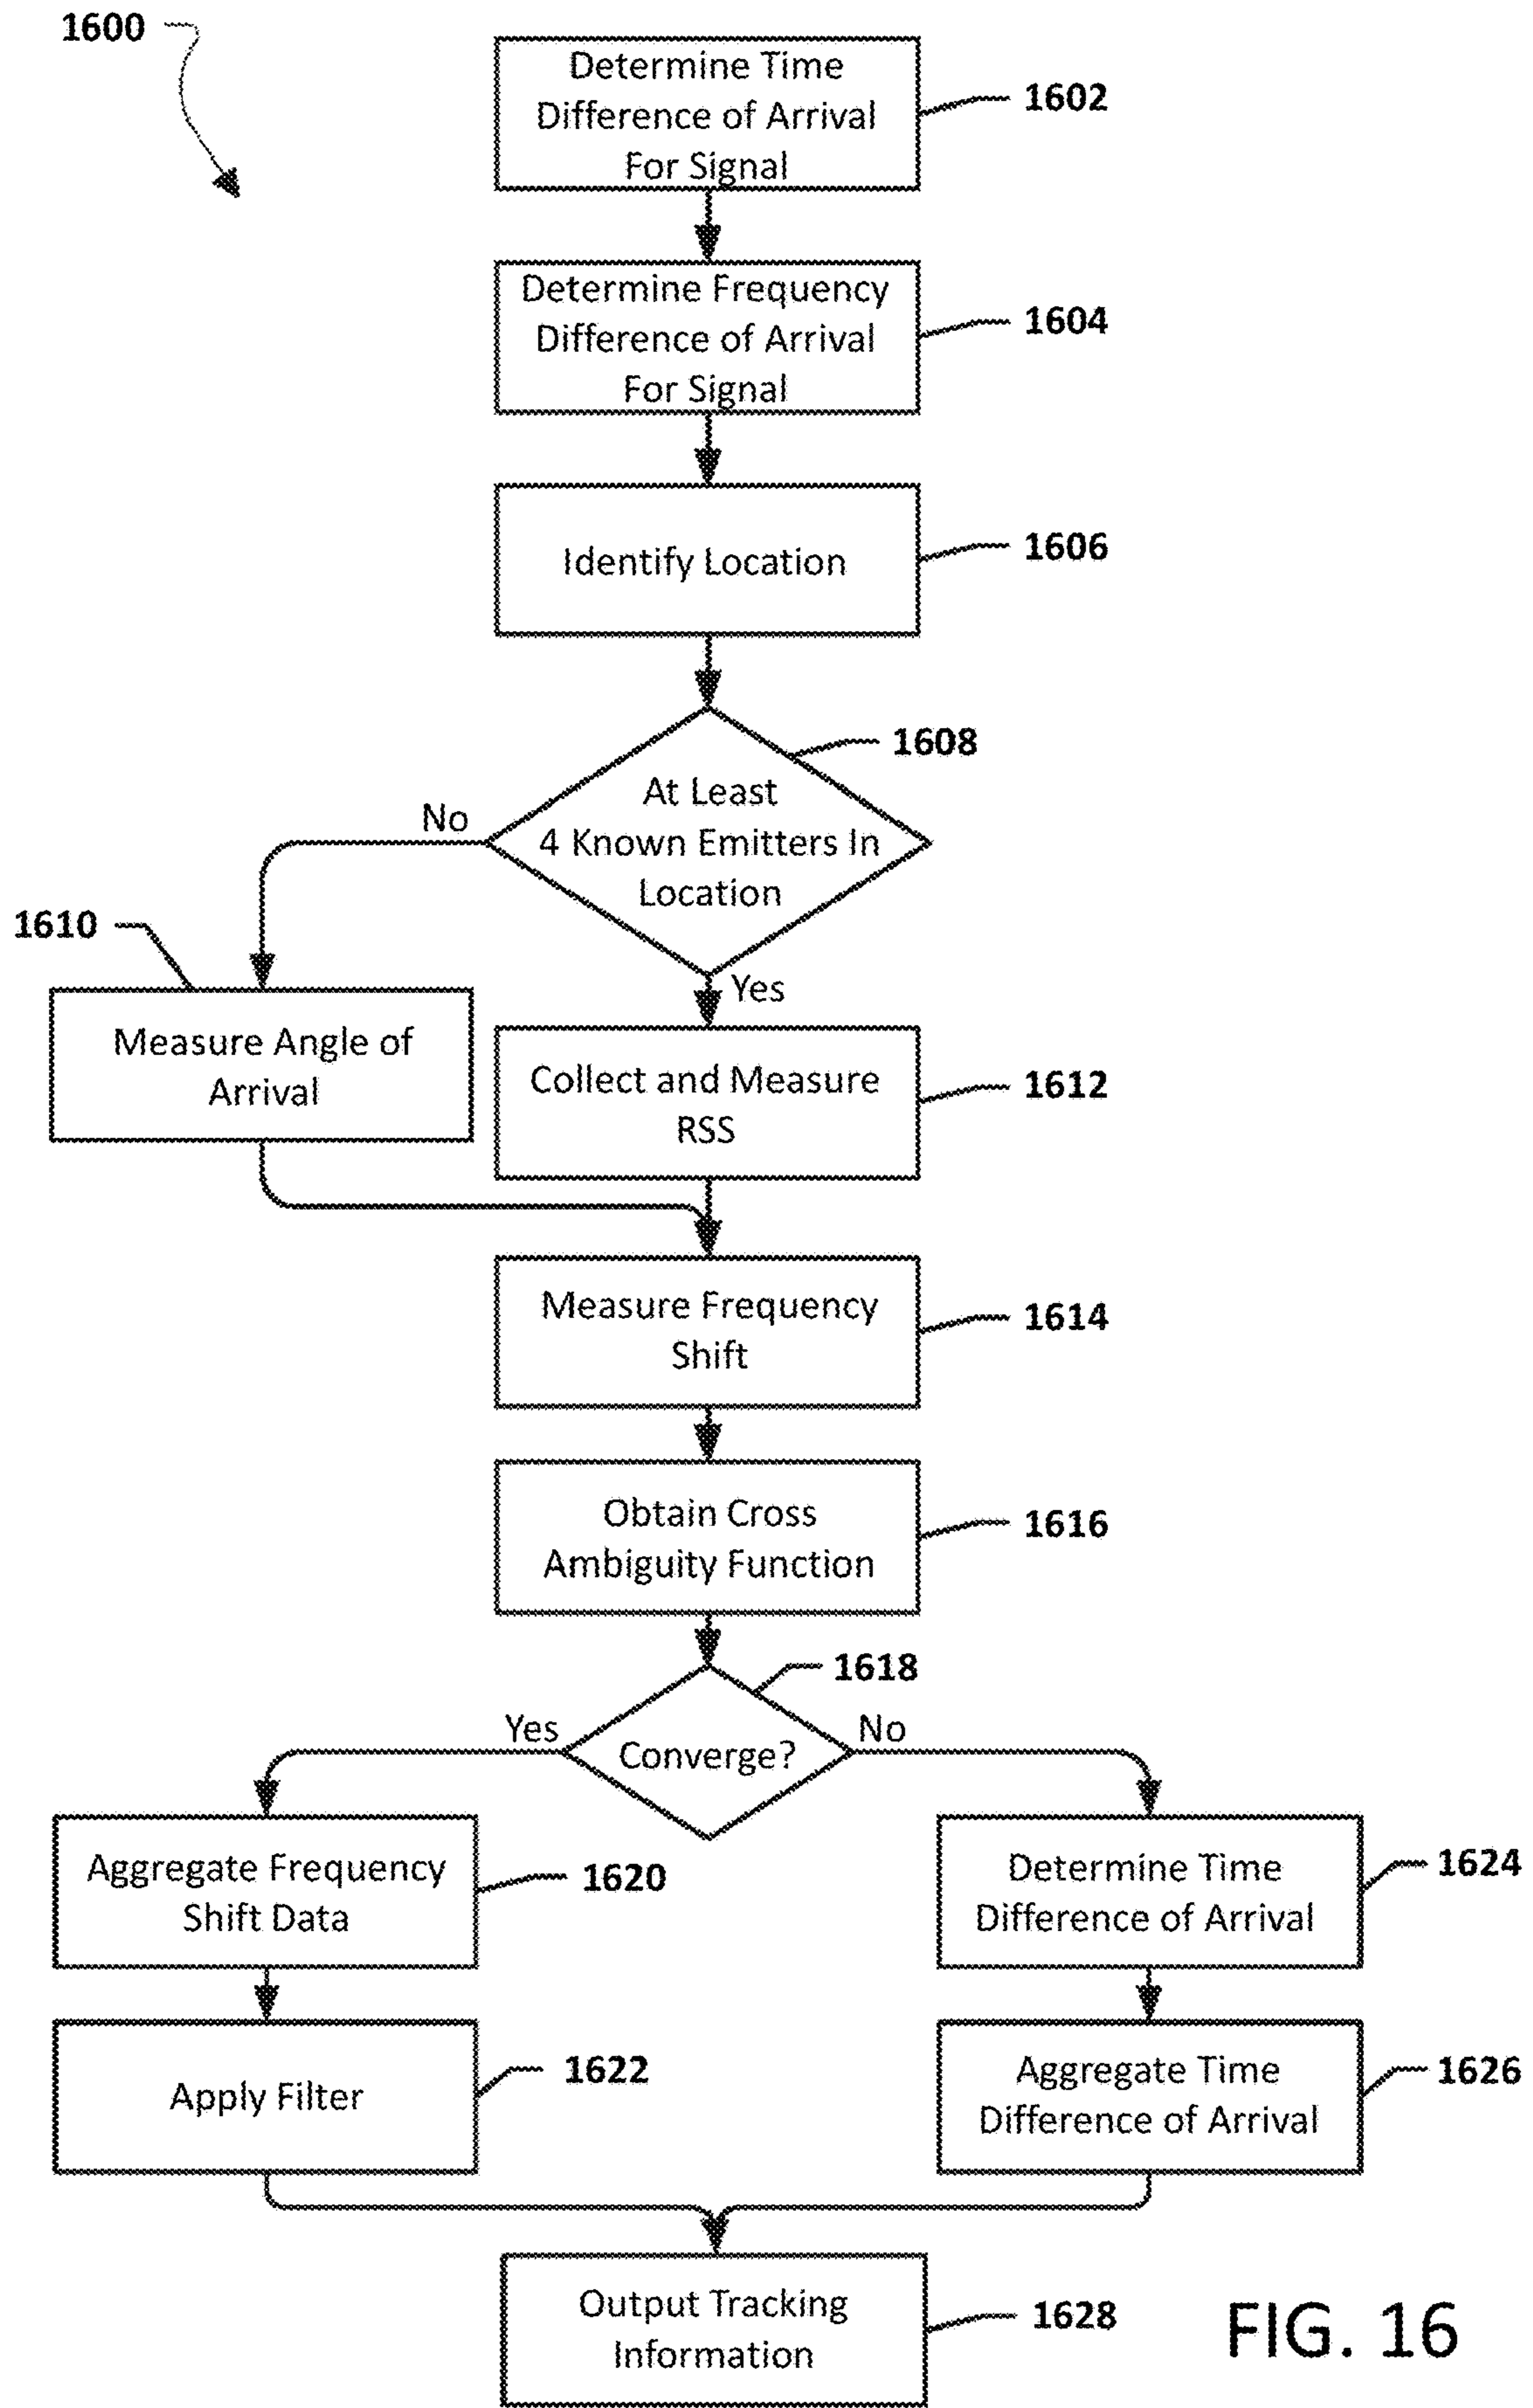 1600
Determine Time
Difference of Arrival
For Signal
1602
Determine Frequency
Difference of Arrival
For Signal
1604
Identify Location
1606
1608
At Least
4 Known Emitters In
Location
No
Yes
1610
Measure Angle of
Arrival
Collect and Measure
RSS
1612
Measure Frequency
Shift
1614
Obtain Cross
Ambiguity Function
1616
1618
Converge?
Yes
No
Aggregate Frequency
Shift Data
1620
Determine Time
Difference of Arrival
1624
Apply Filter
1622
Aggregate Time
Difference of Arrival
1626
Output Tracking
Information
1628
FIG. 16